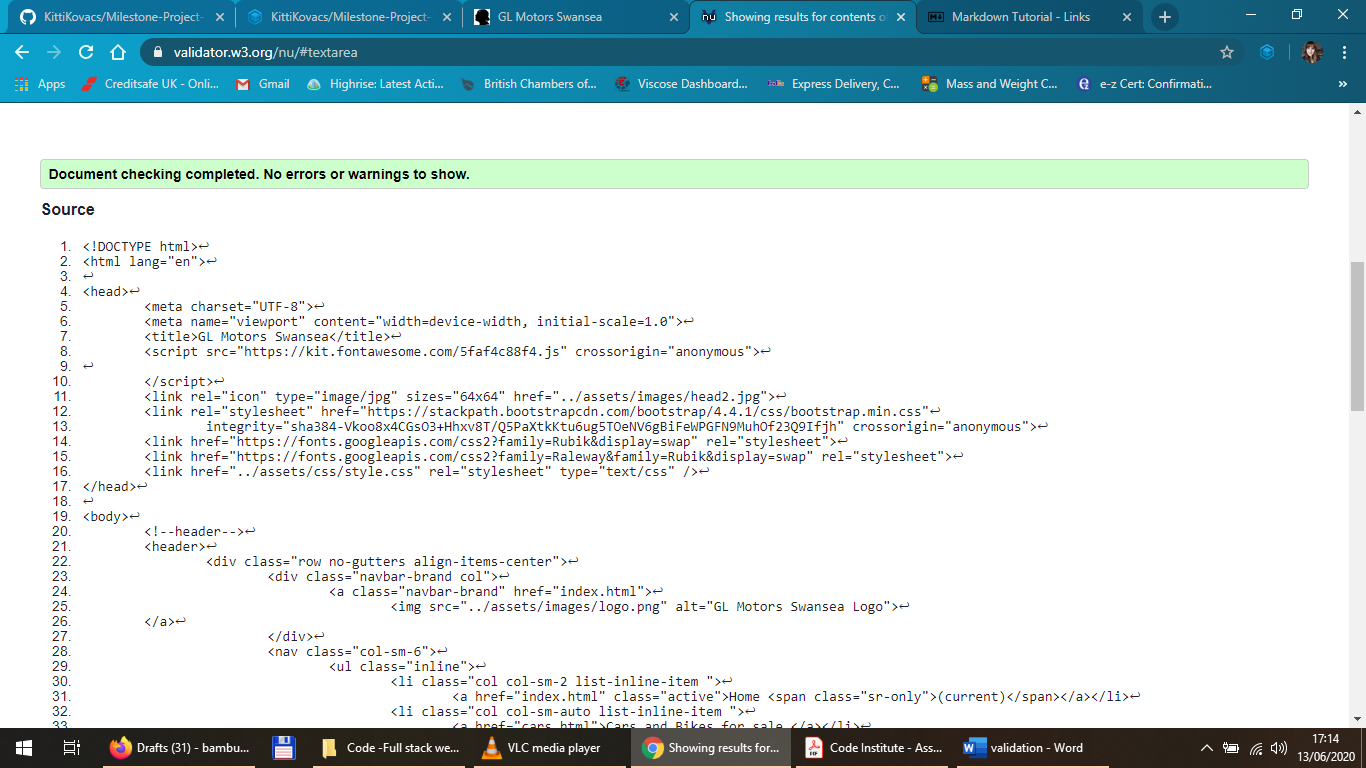 KittiKovacs/Milestone-Project-
KittiKovacs/Milestone-Project-
GL Motors Swansea
Showing results for contents of
Markdown Tutorial - Links
validator.w3.org/nu/#textarea
Apps
Creditsafe UK - Onli...
Gmail
Highrise: Latest Acti...
British Chambers of...
Viscose Dashboard...
Express Delivery, C...
Mass and Weight C...
e-z Cert: Confirmati...
»
Document checking completed. No errors or warnings to show.
Source
1. <!DOCTYPE html>↩
2. <html lang="en">↩
3. ↩
4. <head>↩
5. <meta charset="UTF-8">↩
6. <meta name="viewport" content="width=device-width, initial-scale=1.0">↩
7. <title>GL Motors Swansea</title>↩
8. <script src="https://kit.fontawesome.com/5faf4c88f4.js" crossorigin="anonymous">↩
9. ↩
10. </script>↩
11. <link rel="icon" type="image/jpg" sizes="64x64" href="../assets/images/head2.jpg">↩
12. <link rel="stylesheet" href="https://stackpath.bootstrapcdn.com/bootstrap/4.4.1/css/bootstrap.min.css"↩
13. integrity="sha384-Vkoo8x4CGsO3+Hhxv8T/Q5PaXtkKtu6ug5TOeNV6gBiFeWPGFN9MuhOf23Q9Ifjh" crossorigin="anonymous">↩
14. <link href="https://fonts.googleapis.com/css2?family=Rubik&display=swap" rel="stylesheet">↩
15. <link href="https://fonts.googleapis.com/css2?family=Raleway&family=Rubik&display=swap" rel="stylesheet">↩
16. <link href="../assets/css/style.css" rel="stylesheet" type="text/css" />↩
17. </head>↩
18. ↩
19. <body>↩
20. <!--header-->↩
21. <header>↩
22. <div class="row no-gutters align-items-center">↩
23. <div class="navbar-brand col">↩
24. <a class="navbar-brand" href="index.html">↩
25. <img src="../assets/images/logo.png" alt="GL Motors Swansea Logo">↩
26. </a>↩
27. </div>↩
28. <nav class="col-sm-6">↩
29. <ul class="inline">↩
30. <li class="col col-sm-2 list-inline-item ">↩
31. <a href="index.html" class="active">Home <span class="sr-only">(current)</span></a></li>↩
32. <li class="col col-sm-auto list-inline-item ">↩
33. <a href="cars.html">Cars and Bikes for sale </a></li>↩
Drafts (31) - bambu...
Code -Full stack we...
VLC media player
Showing results for...
Code Institute - Ass...
validation - Word
17:14
13/06/2020